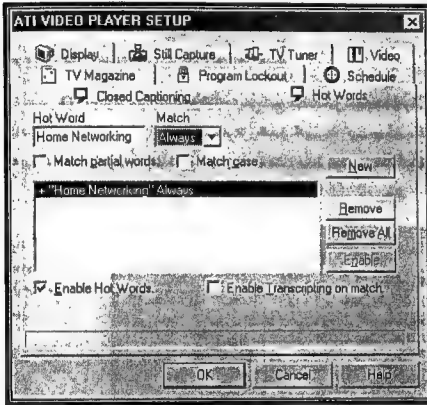 ATI VIDEO PLAYER SETUP
Display Still Capture TV Tuner Video
TV Magazine Program Lockout Schedule
Closed Captioning Hot Words
Hot Word Match
Home Networking Always
Match partial words Match case New
+ "Home Networking" Always
Remove
Remove All
Enable
Enable Hot Words Enable Transcripting on match
OK Cancel Help